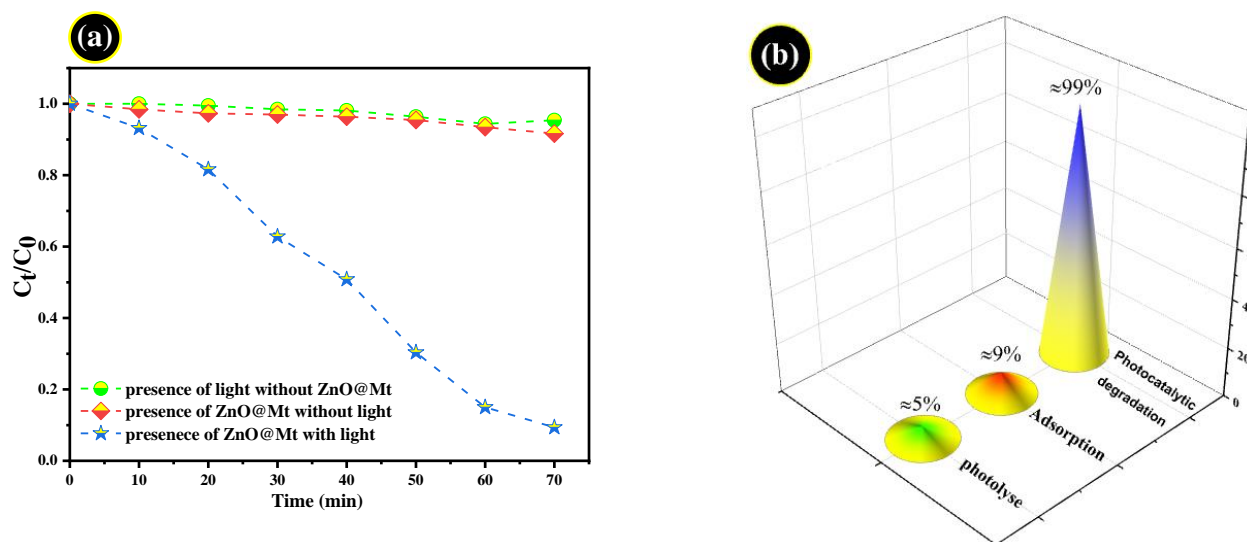 (a)
1.0
0.8
0.6
0.4
0.2
0.0
Ct/C0
0 10 20 30 40 50 60 70
Time (min)
presence of light without ZnO@Mt
presence of ZnO@Mt without light
presenece of ZnO@Mt with light
(b)
≈99%
≈9%
≈5%
Photocatalytic
degradation
Adsorption
photolyse
0
20